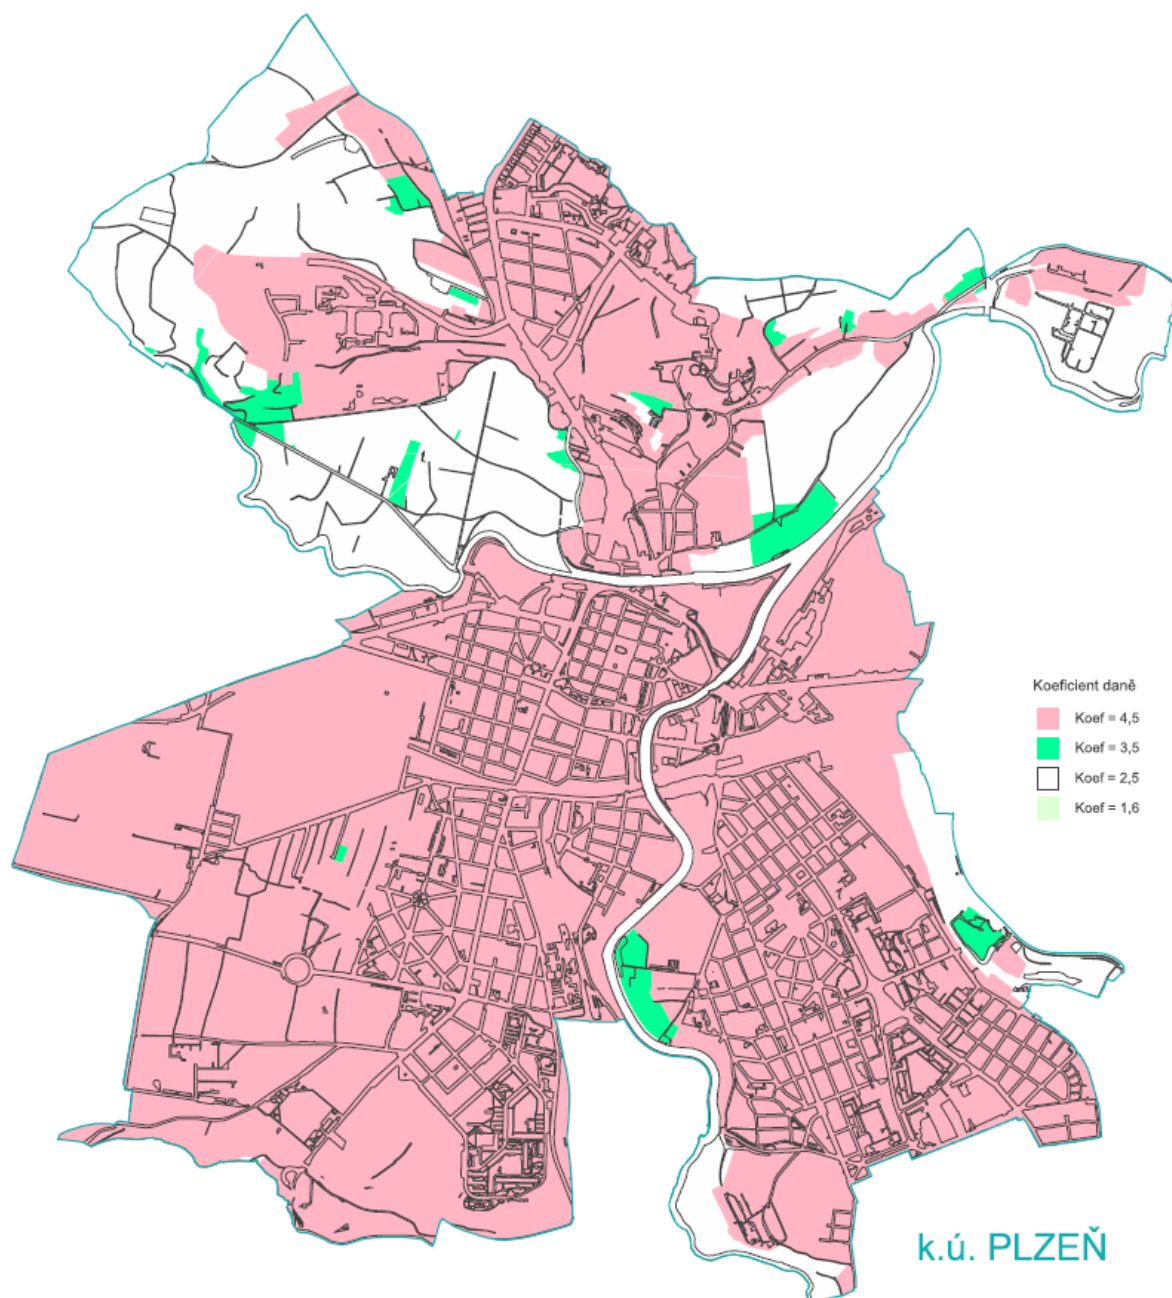 Koeficient daně
Koef = 4,5
Koef = 3,5
Koef = 2,5
Koef = 1,6
k.ú. PLZEŇ